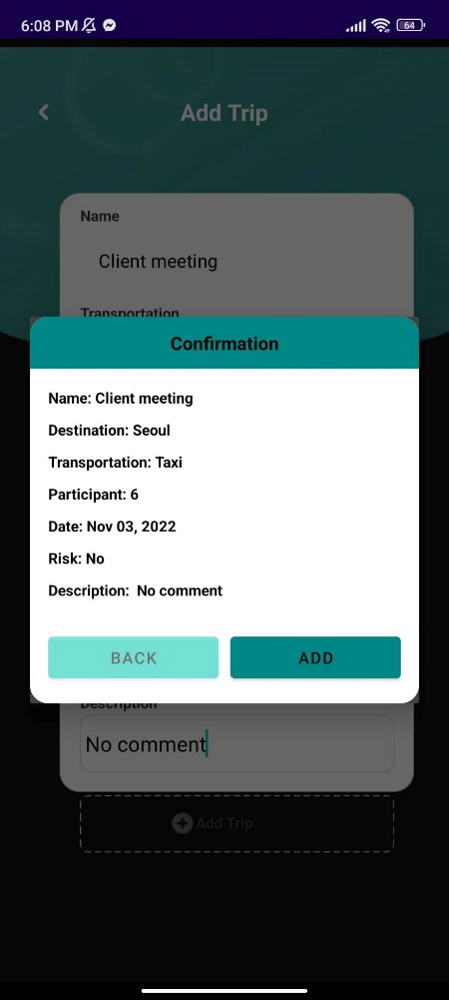 6:08 PM
64
Add Trip
Name
Client meeting
Transportation
Confirmation
Name: Client meeting
Destination: Seoul
Transportation: Taxi
Participant: 6
Date: Nov 03, 2022
Risk: No
Description: No comment
BACK
ADD
Description
No comment
Add Trip